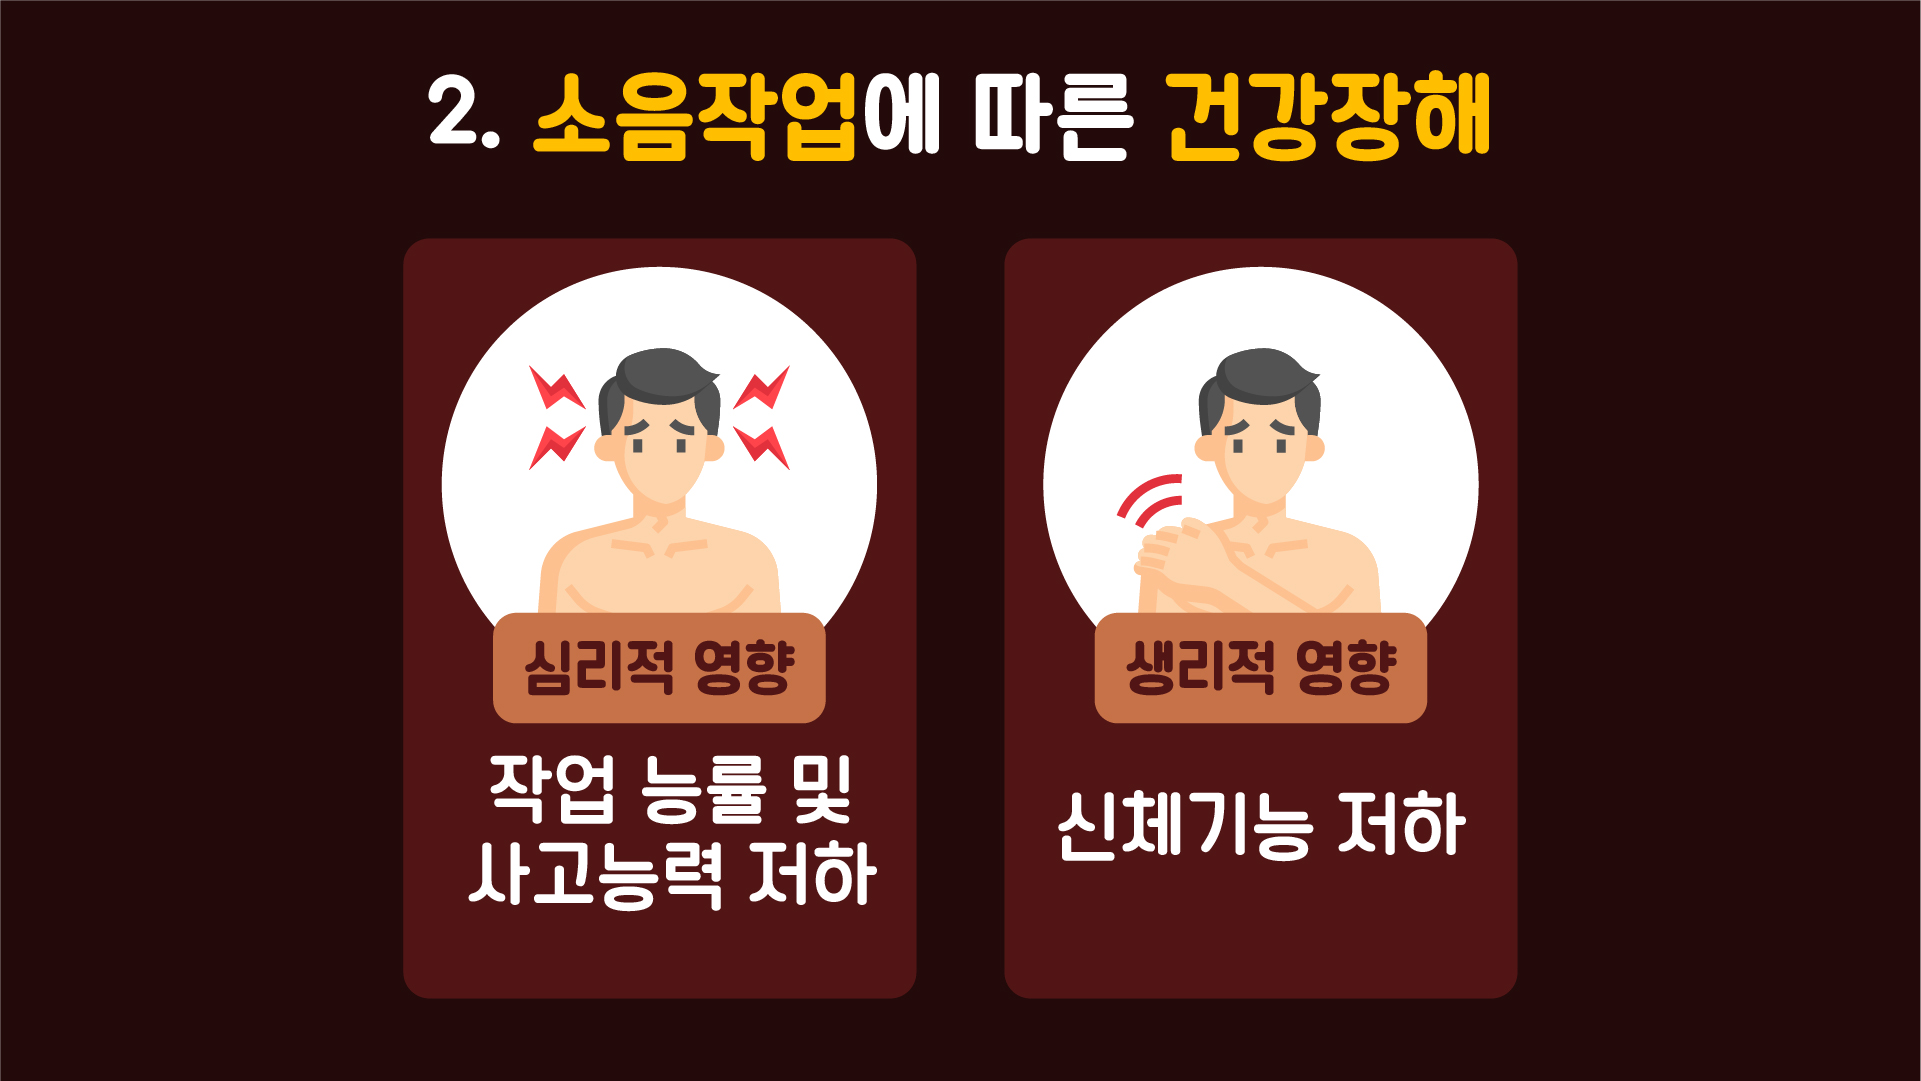 2. 소음작업에 따른 건강장해
심리적 영향
작업 능률 및
사고능력 저하
생리적 영향
신체기능 저하